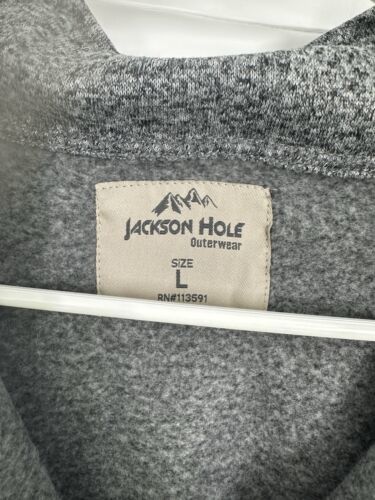 JACKSON HOLE
Outerwear
SIZE
L
RN#113591